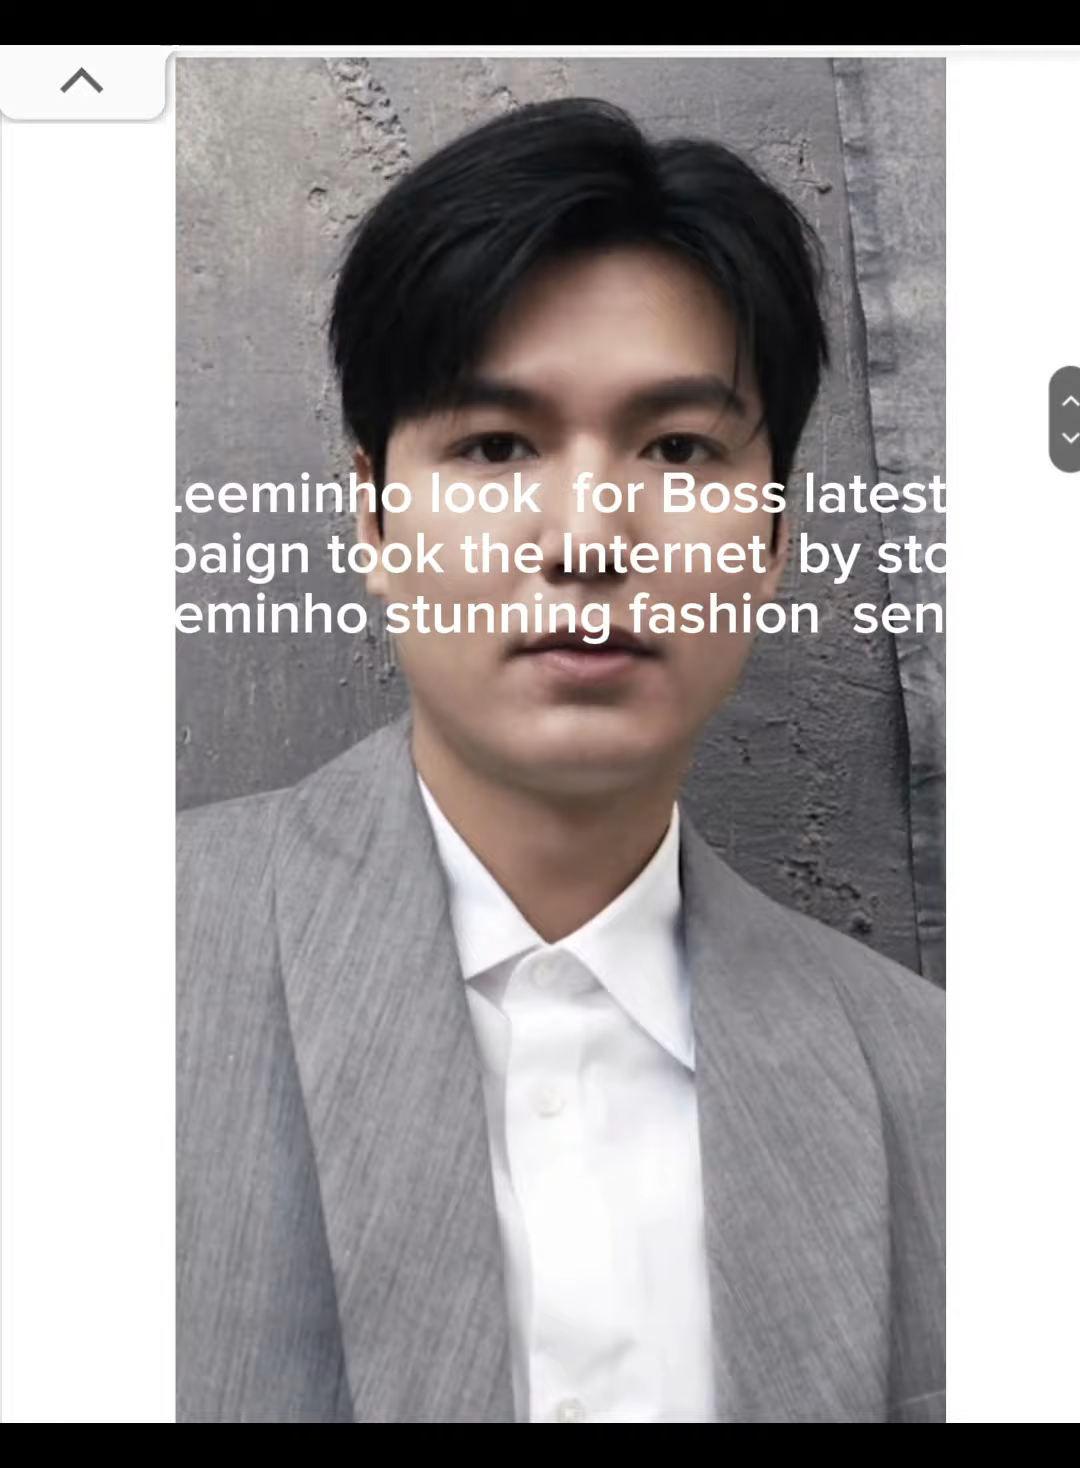 .eeminho look for Boss latest
paign took the Internet by sto
eminho stunning fashion sen